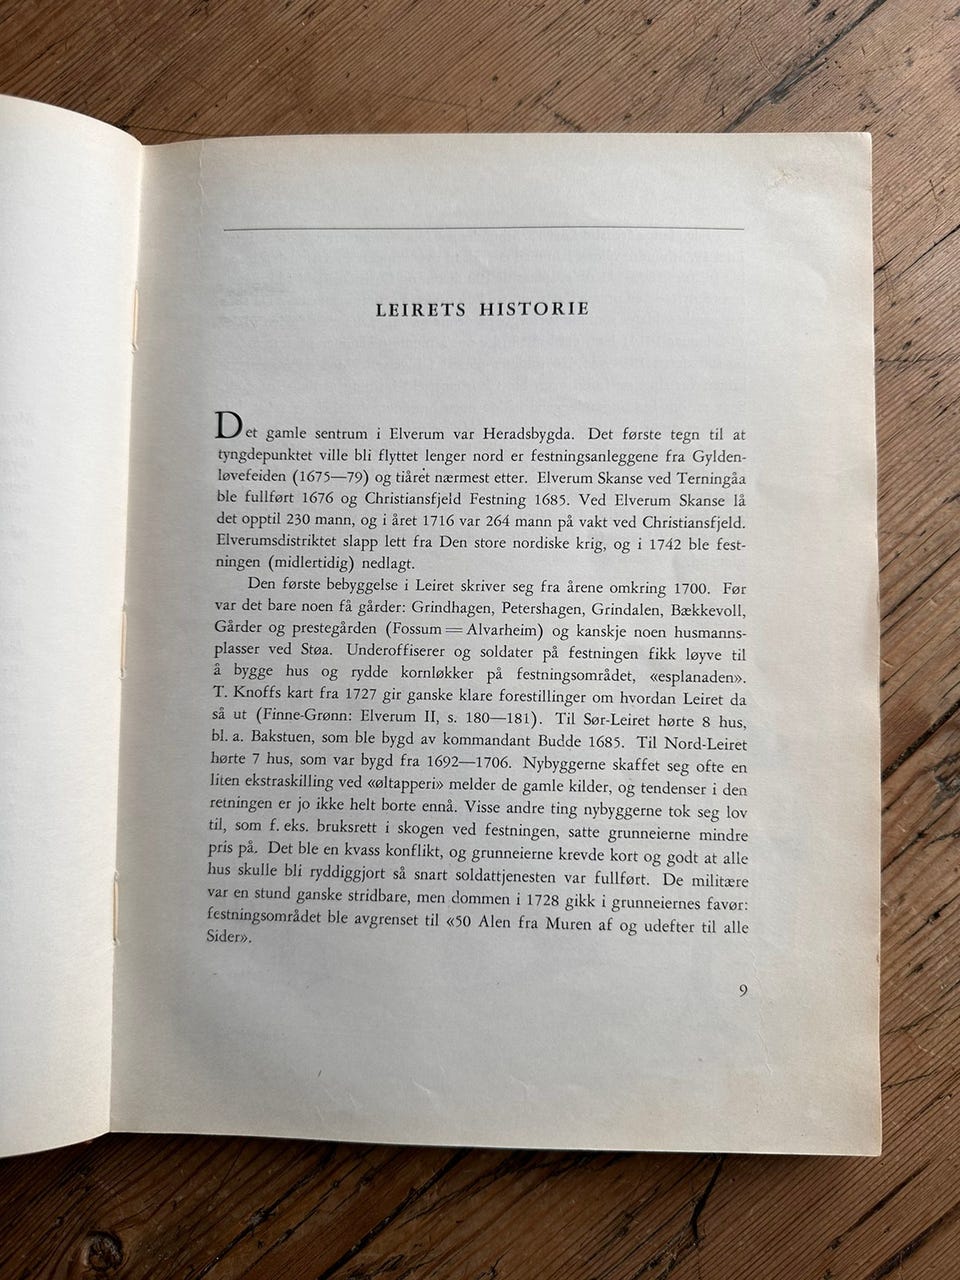 LEIRETS HISTORIE
Det gamle sentrum i Elverum var Heradsbygda. Det første tegn til at
tyngdepunktet ville bli flyttet lenger nord er festningsanleggene fra Gylden-
løvefeiden (1675—79) og tiåret nærmest etter. Elverum Skanse ved Terningåa
ble fullført 1676 og Christiansfjeld Festning 1685. Ved Elverum Skanse lå
det opptil 230 mann, og i året 1716 var 264 mann på vakt ved Christiansfjeld.
Elverumsdistriktet slapp lett fra Den store nordiske krig, og i 1742 ble fest-
ningen (midlertidig) nedlagt.
Den første bebyggelse i Leiret skriver seg fra årene omkring 1700. Før
var det bare noen få gårder: Grindhagen, Petershagen, Grindalen, Bækkevoll,
Gårder og prestegården (Fossum = Alvarheim) og kanskje noen husmanns-
plasser ved Støa. Underoffiserer og soldater på festningen fikk løyve til
å bygge hus og rydde kornløkker på festningsområdet, «esplanaden».
T. Knoffs kart fra 1727 gir ganske klare forestillinger om hvordan Leiret da
så ut (Finne-Grønn: Elverum II, s. 180—181). Til Sør-Leiret hørte 8 hus,
bl. a. Bakstuen, som ble bygd av kommandant Budde 1685. Til Nord-Leiret
hørte 7 hus, som var bygd fra 1692—1706. Nybyggerne skaffet seg ofte en
liten ekstraskilling ved «øltapperi» melder de gamle kilder, og tendenser i den
retningen er jo ikke helt borte ennå. Visse andre ting nybyggerne tok seg lov
til, som f. eks. bruksrett i skogen ved festningen, satte grunneierne mindre
pris på. Det ble en kvass konflikt, og grunneierne krevde kort og godt at alle
hus skulle bli ryddiggjort så snart soldattjenesten var fullført. De militære
var en stund ganske stridbare, men dommen i 1728 gikk i grunneiernes favør:
festningsområdet ble avgrenset til «50 Alen fra Muren af og udefter til alle
Sider».
9